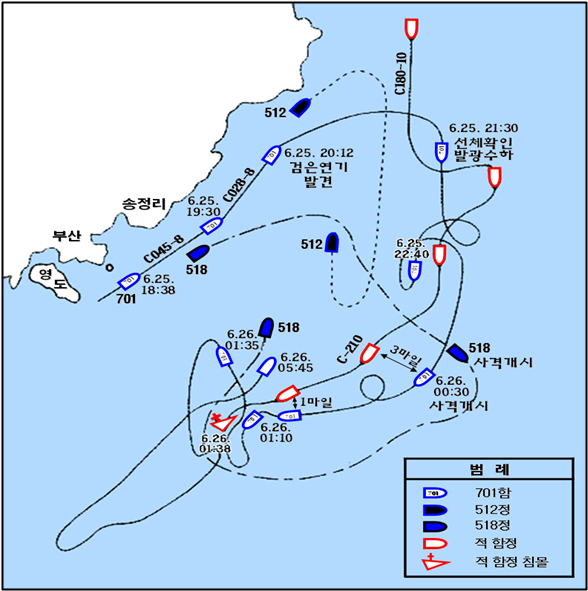 C180-10
512
6.25. 21:30
선체확인
발광수하
6.25. 20:12
검은연기
발견
C028-8
6.25.
19:30
송정리
C045-8
부산
518
512
6.25.
22:40
영도
701
6.25.
18:38
6.26.
01:35
518
6.26.
05:45
C-210
3마일
518
사격개시
6.26.
00:30
사격개시
1마일
6.26.
01:10
6.26.
01:38
범 례
701함
512정
518정
적 함정
적 함정 침몰